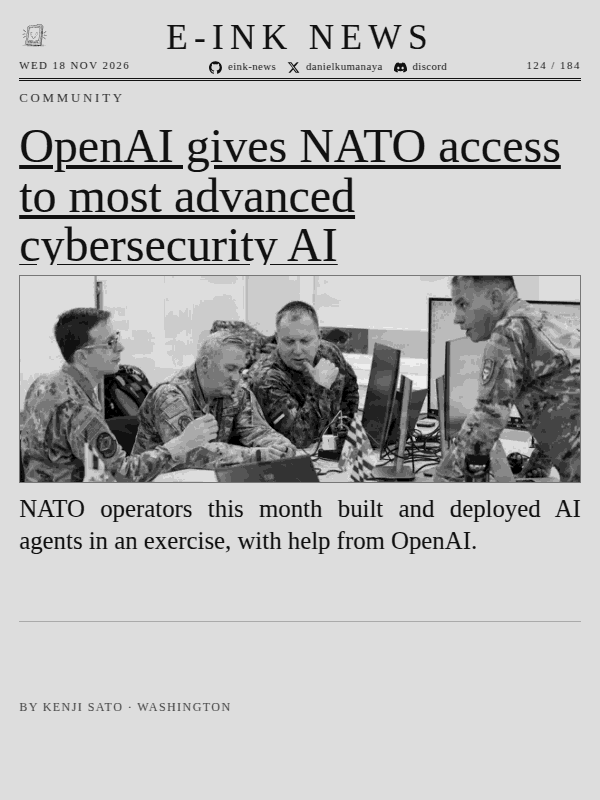 E-INK NEWS
WED 18 NOV 2026
eink-news danielkumanaya discord
124 / 184
COMMUNITY
OpenAI gives NATO access
to most advanced
cybersecurity AI
NATO operators this month built and deployed AI
agents in an exercise, with help from OpenAI.
BY KENJI SATO · WASHINGTON